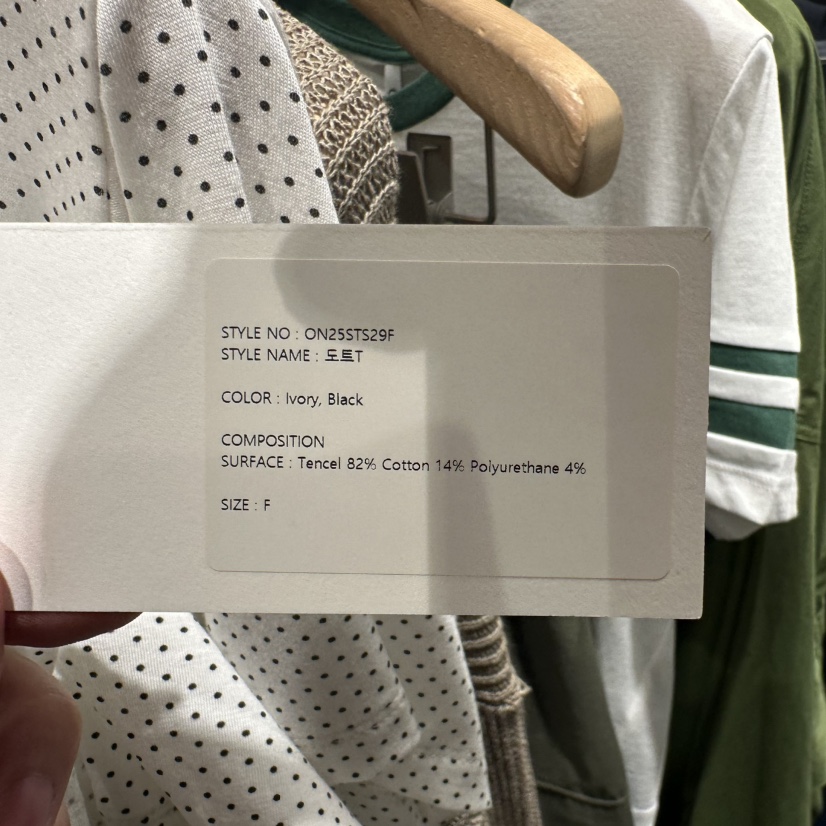 STYLE NO : ON25STS29F
STYLE NAME : 도트T
COLOR : Ivory, Black
COMPOSITION
SURFACE : Tencel 82% Cotton 14% Polyurethane 4%
SIZE : F